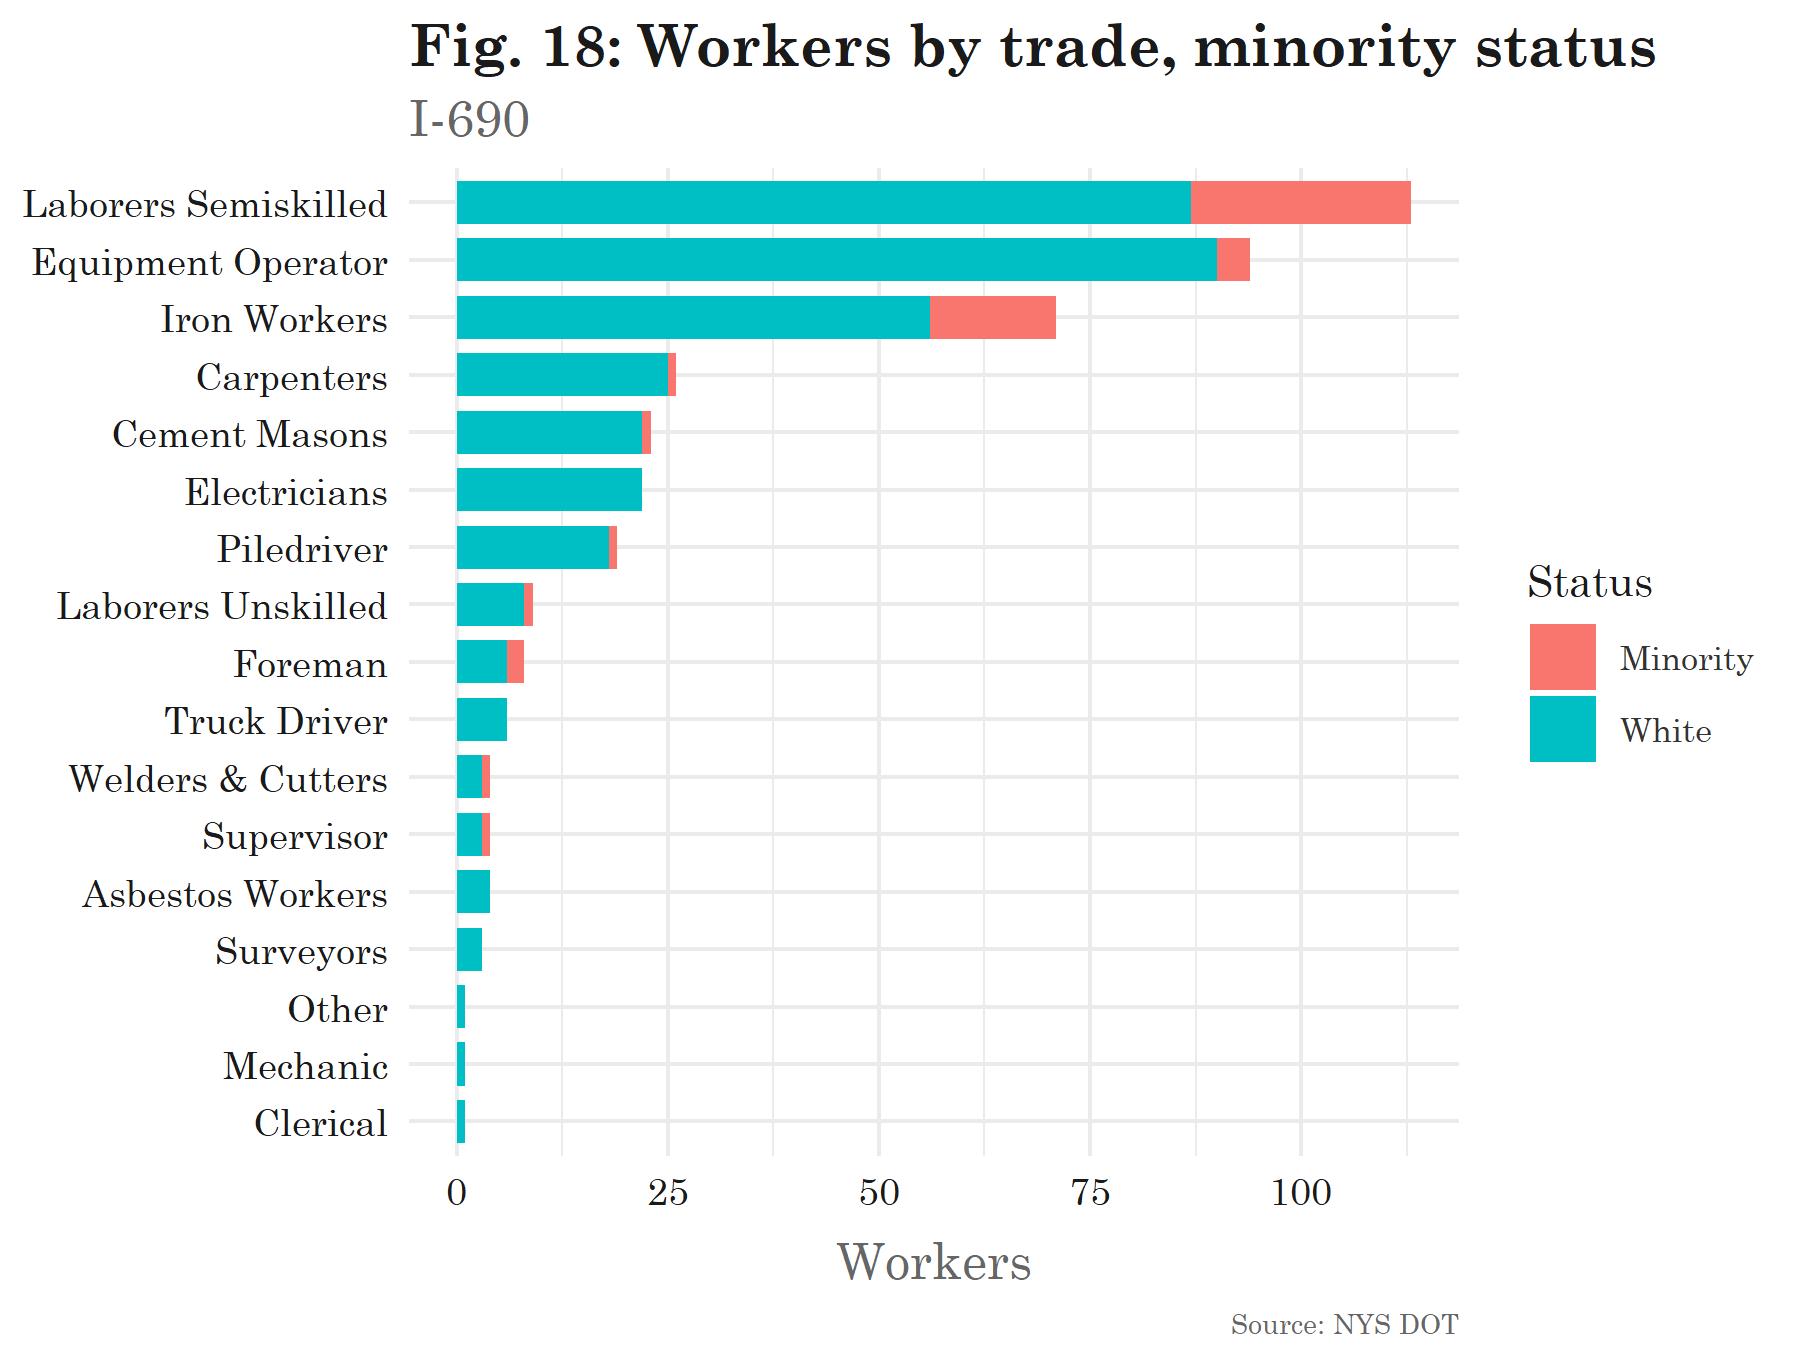 Fig. 18: Workers by trade, minority status
I-690
Laborers Semiskilled
Equipment Operator
Iron Workers
Carpenters
Cement Masons
Electricians
Piledriver
Laborers Unskilled
Foreman
Truck Driver
Welders & Cutters
Supervisor
Asbestos Workers
Surveyors
Other
Mechanic
Clerical
0 25 50 75 100
Workers
Status
Minority
White
Source: NYS DOT